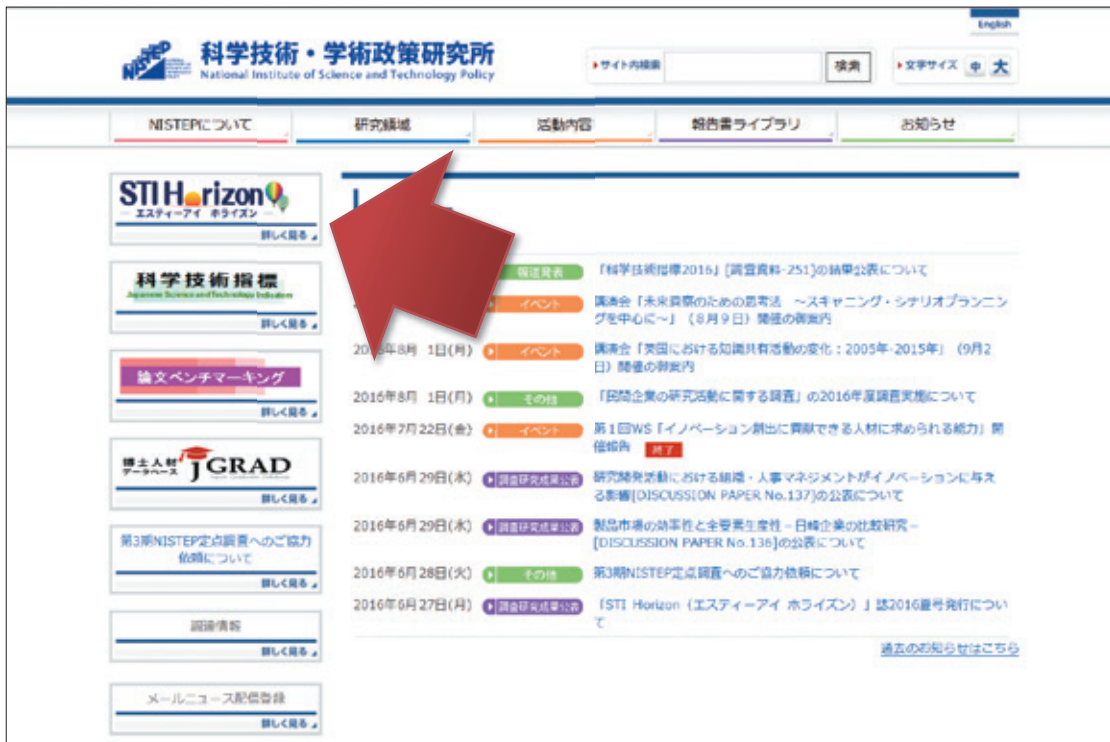 English
NISTEP
科学技術・学術政策研究所
National Institute of Science and Technology Policy
サイト内検索
検索
文字サイズ 中 大
NISTEPについて 研究領域 活動内容 報告書ライブラリ お知らせ
STI Horizon
エスティーアイ ホライズン
詳しく見る
科学技術指標
Japanese Science and Technology Indicators
詳しく見る
論文ベンチマーキング
詳しく見る
博士人材
データベース
JGRAD
詳しく見る
第3期NISTEP定点調査へのご協力
依頼について
詳しく見る
調達情報
詳しく見る
メールニュース配信登録
詳しく見る
報道発表 「科学技術指標2016」[調査資料-251]の結果公表について
イベント 講演会「未来洞察のための思考法 ~スキャニング・シナリオプランニン
グを中心に~」(8月9日)開催の御案内
年8月 1日(月) イベント 講演会「英国における知識共有活動の変化:2005年-2015年」(9月2
日)開催の御案内
2016年8月 1日(月) その他 「民間企業の研究活動に関する調査」の2016年度調査実施について
2016年7月22日(金) イベント 第1回WS「イノベーション創出に貢献できる人材に求められる能力」開
催報告 終了
2016年6月29日(水) 調査研究成果公表 研究開発活動における組織・人事マネジメントがイノベーションに与え
る影響[DISCUSSION PAPER No.137]の公表について
2016年6月29日(水) 調査研究成果公表 製品市場の効率性と全要素生産性-日韓企業の比較研究-
[DISCUSSION PAPER No.136]の公表について
2016年6月28日(火) その他 第3期NISTEP定点調査へのご協力依頼について
2016年6月27日(月) 調査研究成果公表 「STI Horizon(エスティーアイ ホライズン)」誌2016夏号発行につい
て
過去のお知らせはこちら